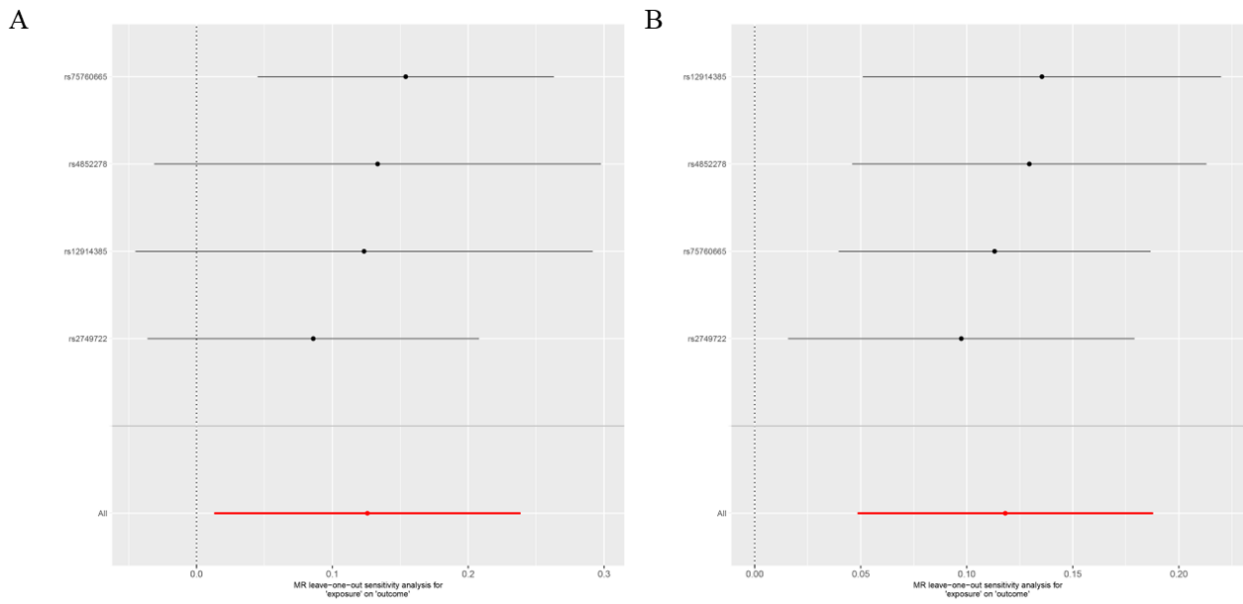 A
rs75760665
rs4852278
rs12914385
rs2749722
All
0.0 0.1 0.2 0.3
MR leave−one−out sensitivity analysis for
'exposure' on 'outcome'
B
rs12914385
rs4852278
rs75760665
rs2749722
All
0.00 0.05 0.10 0.15 0.20
MR leave−one−out sensitivity analysis for
'exposure' on 'outcome'